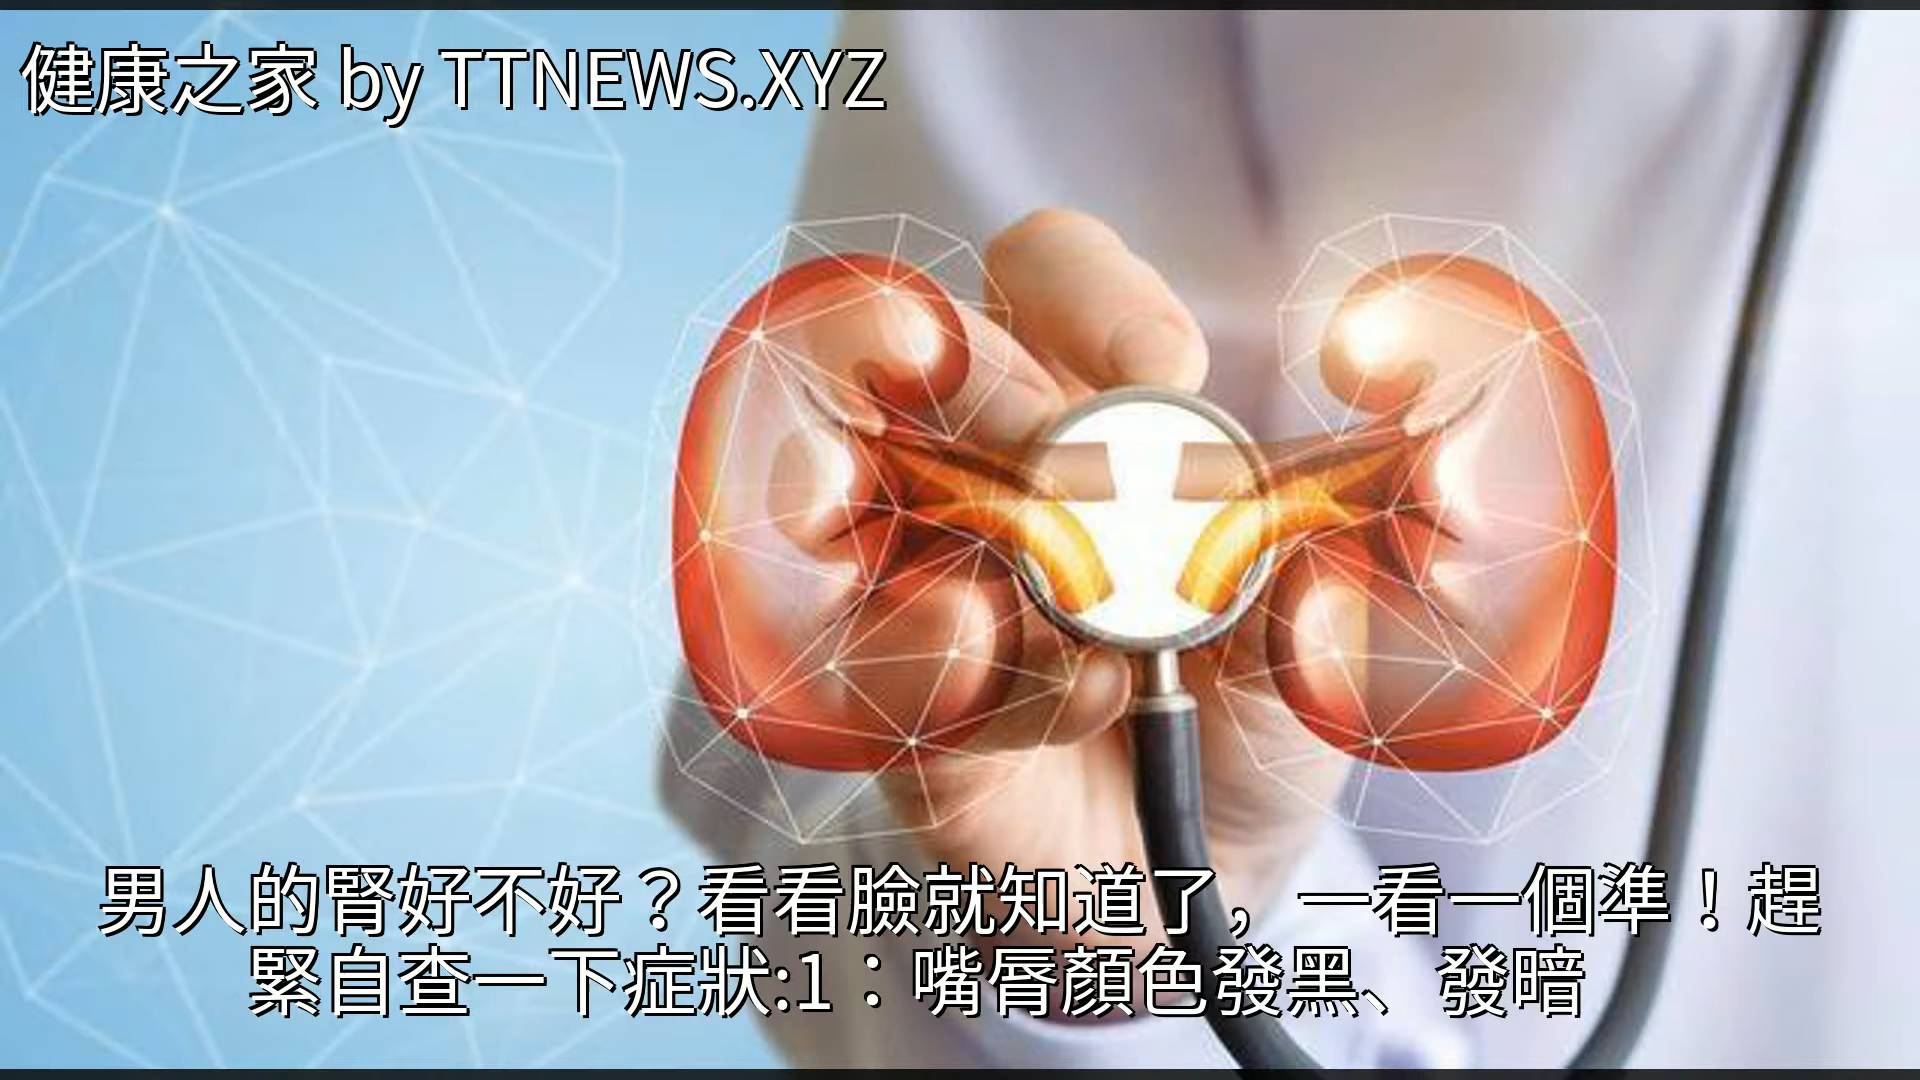 健康之家 by TTNEWS.XYZ
男人的腎好不好？看看臉就知道了，一看一個準！趕
緊自查一下症狀:1：嘴唇顏色發黑、發暗